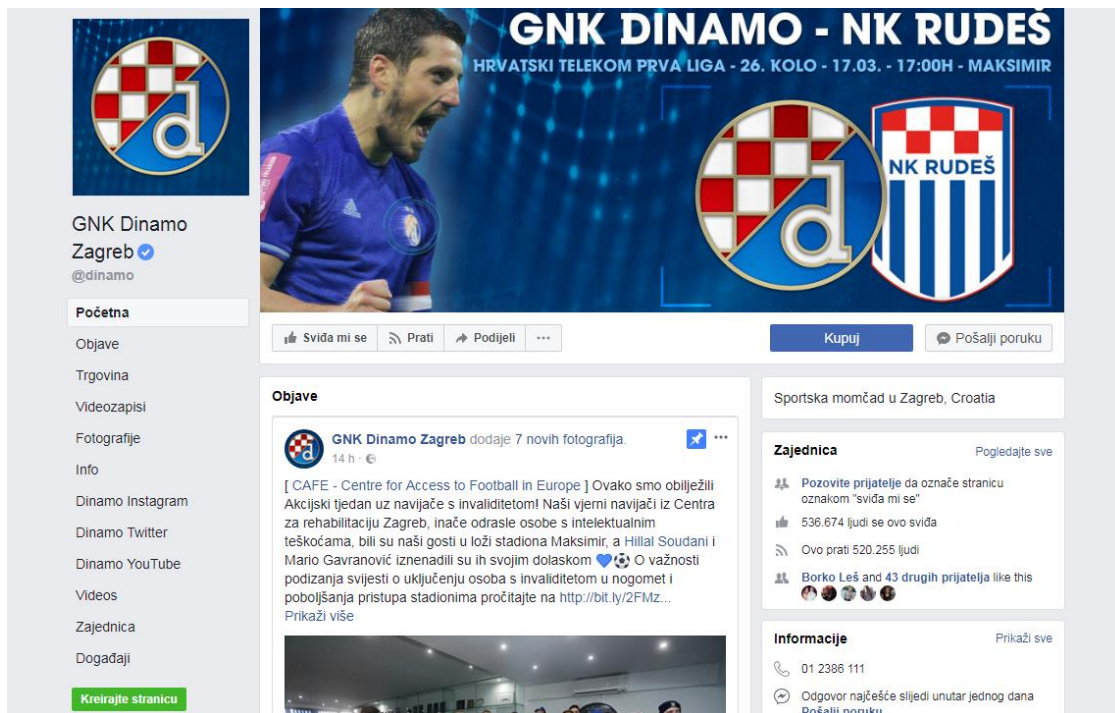 GNK DINAMO - NK RUDEŠ
HRVATSKI TELEKOM PRVA LIGA - 26. KOLO - 17.03. - 17:00H - MAKSIMIR
NK RUDEŠ
GNK Dinamo
Zagreb
@dinamo
Početna
Objave
Trgovina
Videozapisi
Fotografije
Info
Dinamo Instagram
Dinamo Twitter
Dinamo YouTube
Videos
Zajednica
Događaji
Kreirajte stranicu
Sviđa mi se
Prati
Podijeli
Kupuj
Pošalji poruku
Objave
GNK Dinamo Zagreb dodaje 7 novih fotografija.
14 h ·
[ CAFE - Centre for Access to Football in Europe ] Ovako smo obilježili
Akcijski tjedan uz navijače s invaliditetom! Naši vjerni navijači iz Centra
za rehabilitaciju Zagreb, inače odrasle osobe s intelektualnim
teškoćama, bili su naši gosti u loži stadiona Maksimir, a Hillal Soudani i
Mario Gavranović iznenadili su ih svojim dolaskom 💙⚽ O važnosti
podizanja svijesti o uključenju osoba s invaliditetom u nogomet i
poboljšanja pristupa stadionima pročitajte na http://bit.ly/2FMz...
Prikaži više
Sportska momčad u Zagreb, Croatia
Zajednica
Pogledajte sve
Pozovite prijatelje da označe stranicu
oznakom "sviđa mi se"
536.674 ljudi se ovo sviđa
Ovo prati 520.255 ljudi
Borko Leš and 43 drugih prijatelja like this
Informacije
Prikaži sve
01 2386 111
Odgovor najčešće slijedi unutar jednog dana
Pošalji poruku